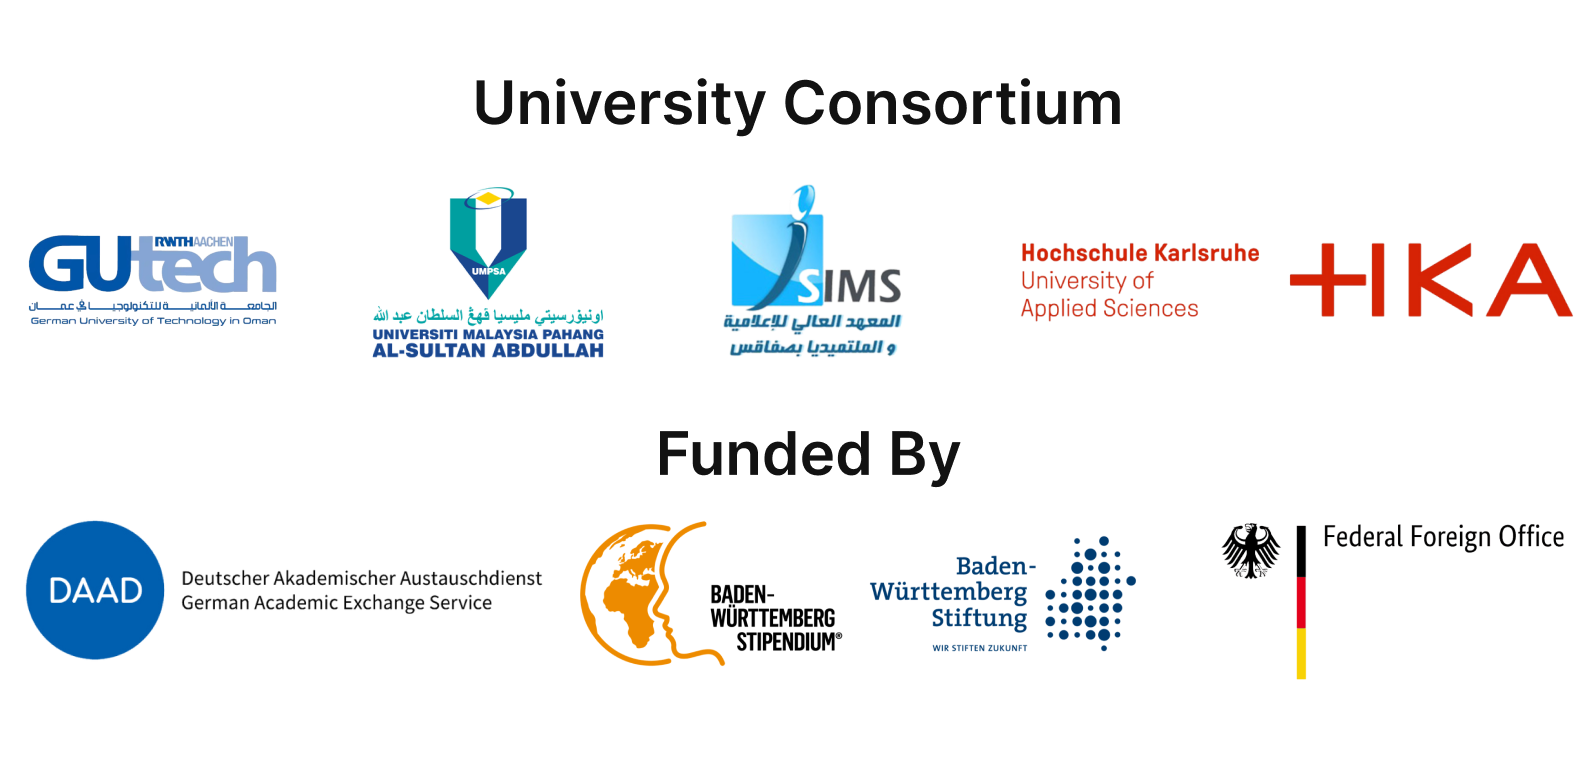 University Consortium
GUtech
RWTHAACHEN
الجامعة الألمانية للتكنولوجيا في عمان
German University of Technology in Oman
UMPSA
اونيۏرسيتي مليسيا ڤهڠ السلطان عبد الله
UNIVERSITI MALAYSIA PAHANG
AL-SULTAN ABDULLAH
SIMS
المعهد العالي للإعلامية
و الملتميديا بصفاقس
Hochschule Karlsruhe
University of
Applied Sciences
HKA
Funded By
DAAD
Deutscher Akademischer Austauschdienst
German Academic Exchange Service
BADEN-
WÜRTTEMBERG
STIPENDIUM®
Baden-
Württemberg
Stiftung
WIR STIFTEN ZUKUNFT
Federal Foreign Office